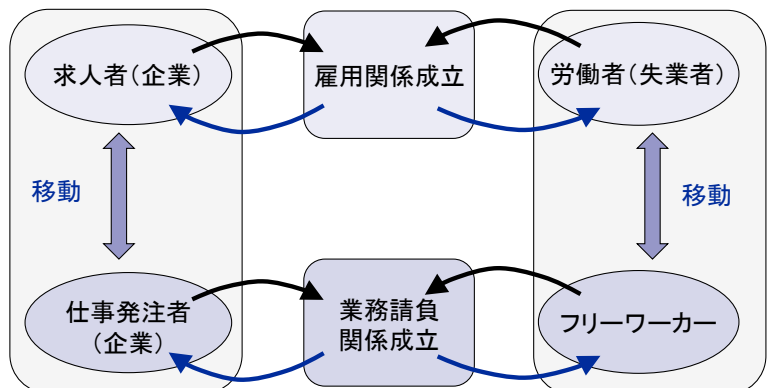 求人者（企業）
雇用関係成立
労働者（失業者）
移動
移動
仕事発注者
（企業）
業務請負
関係成立
フリーワーカー